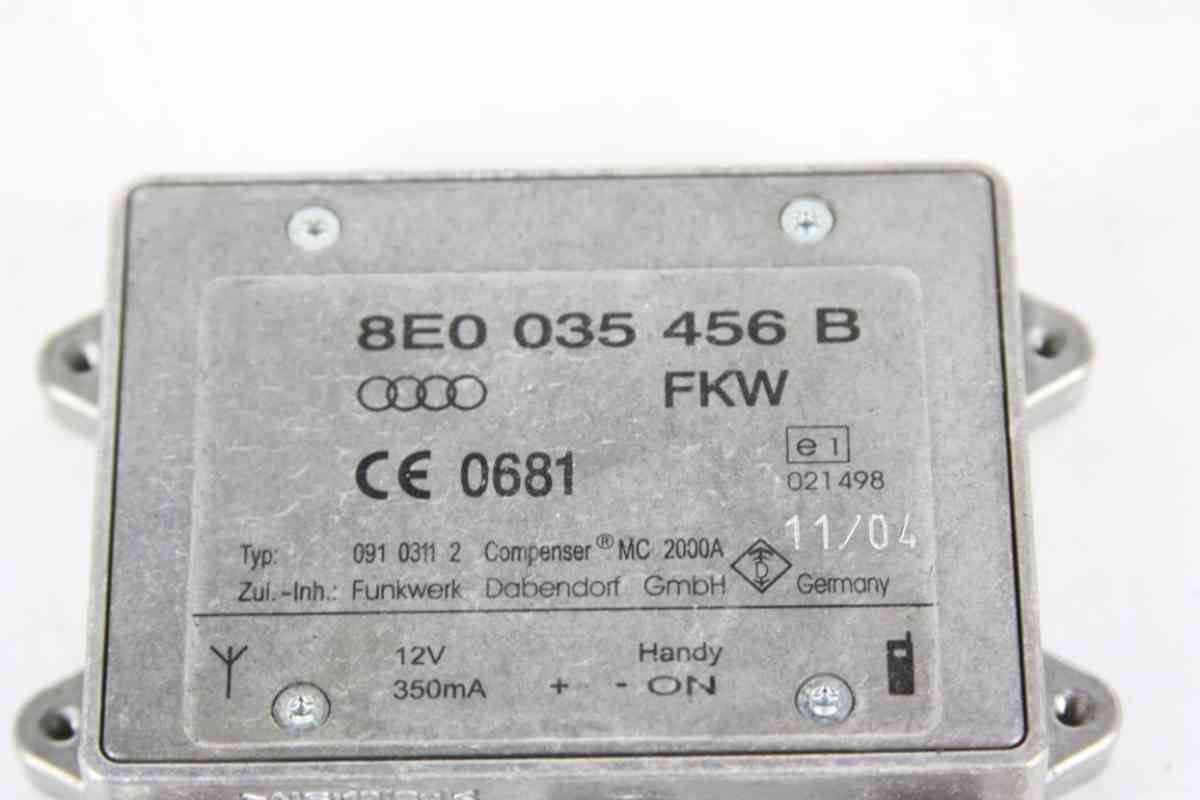 8E0 035 456 B
FKW
CE 0681
e1
021498
11/04
Typ: 091 0311 2 Compenser® MC 2000A
D
Zul.-Inh.: Funkwerk Dabendorf GmbH Germany
12V Handy
350mA + - ON